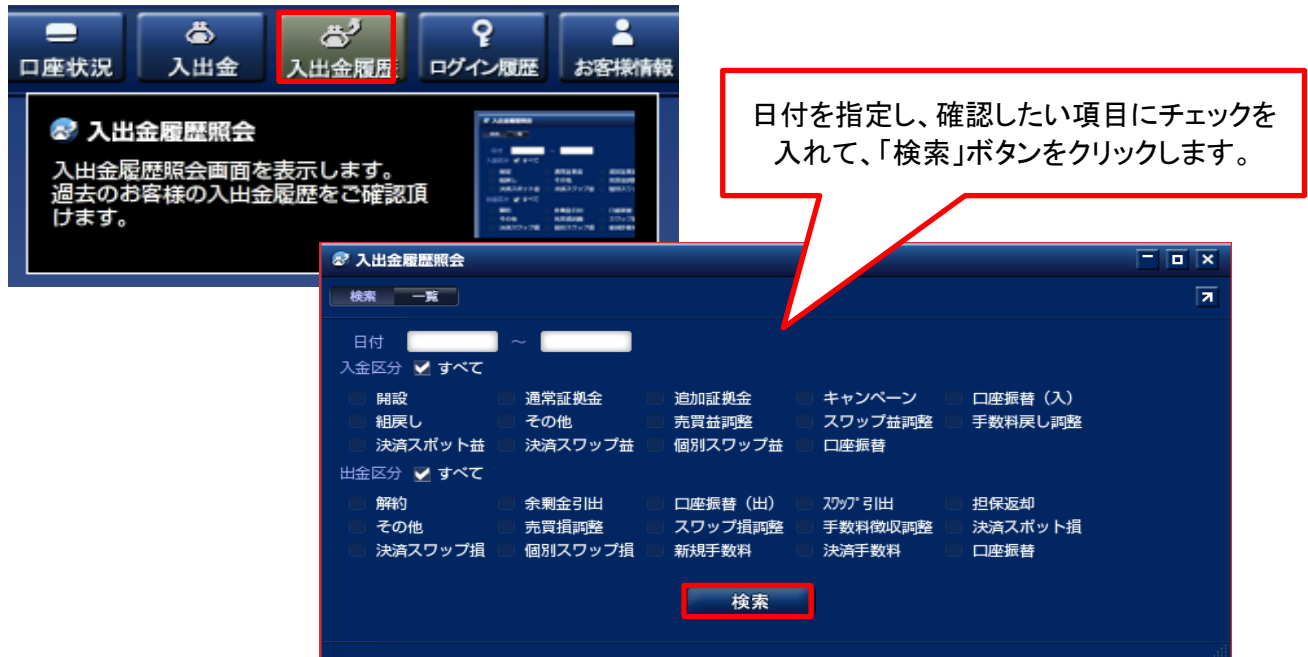 口座状況 入出金 入出金履歴 ログイン履歴 お客様情報
入出金履歴照会
入出金履歴照会画面を表示します。
過去のお客様の入出金履歴をご確認頂
けます。
日付を指定し、確認したい項目にチェックを
入れて、「検索」ボタンをクリックします。
入出金履歴照会
検索 一覧
日付 ～
入金区分 すべて
開設 通常証拠金 追加証拠金 キャンペーン 口座振替（入）
組戻し その他 売買益調整 スワップ益調整 手数料戻し調整
決済スポット益 決済スワップ益 個別スワップ益 口座振替
出金区分 すべて
解約 余剰金引出 口座振替（出） ｽﾜｯﾌﾟ引出 担保返却
その他 売買損調整 スワップ損調整 手数料徴収調整 決済スポット損
決済スワップ損 個別スワップ損 新規手数料 決済手数料 口座振替
検索